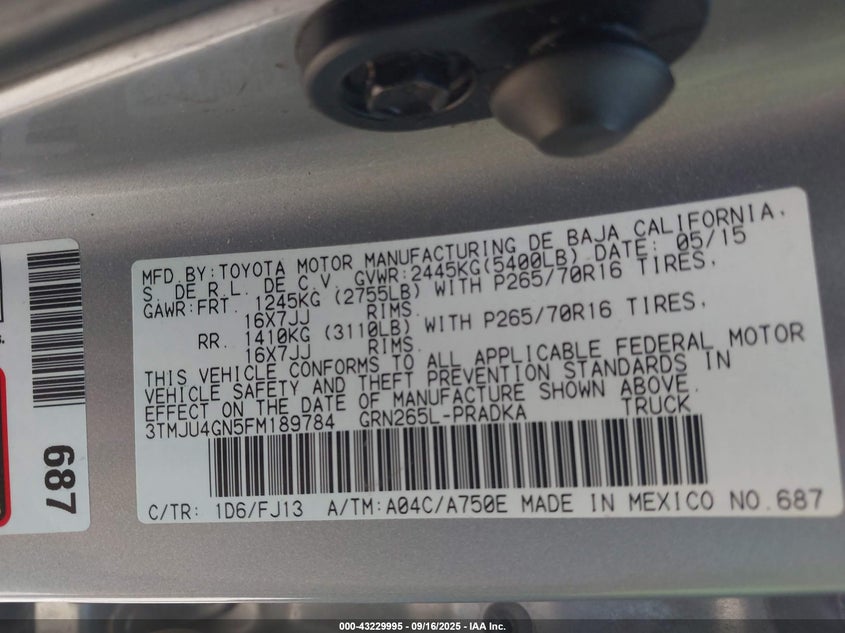 MFD.BY:TOYOTA MOTOR MANUFACTURING DE BAJA CALIFORNIA,
S. DE R.L. DE C.V. GVWR:2445KG(5400LB) DATE: 05/15
GAWR:FRT. 1245KG (2755LB) WITH P265/70R16 TIRES,
16X7JJ RIMS.
RR. 1410KG (3110LB) WITH P265/70R16 TIRES,
16X7JJ RIMS.
THIS VEHICLE CONFORMS TO ALL APPLICABLE FEDERAL MOTOR
VEHICLE SAFETY AND THEFT PREVENTION STANDARDS IN
EFFECT ON THE DATE OF MANUFACTURE SHOWN ABOVE.
3TMJU4GN5FM189784 GRN265L-PRADKA TRUCK
C/TR: 1D6/FJ13 A/TM:A04C/A750E MADE IN MEXICO NO.687
687
000-43229995 - 09/16/2025 - IAA Inc.